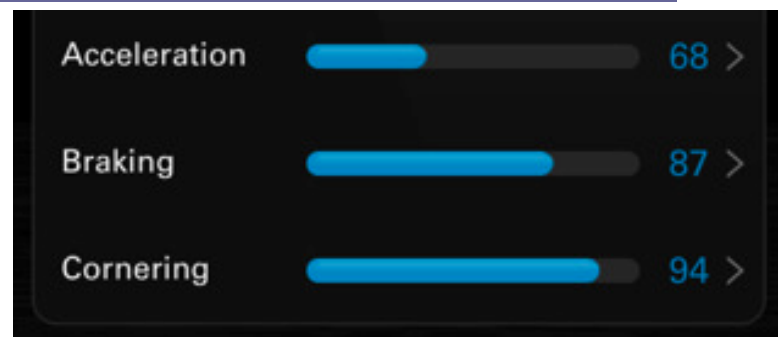 Acceleration 68 >
Braking 87 >
Cornering 94 >